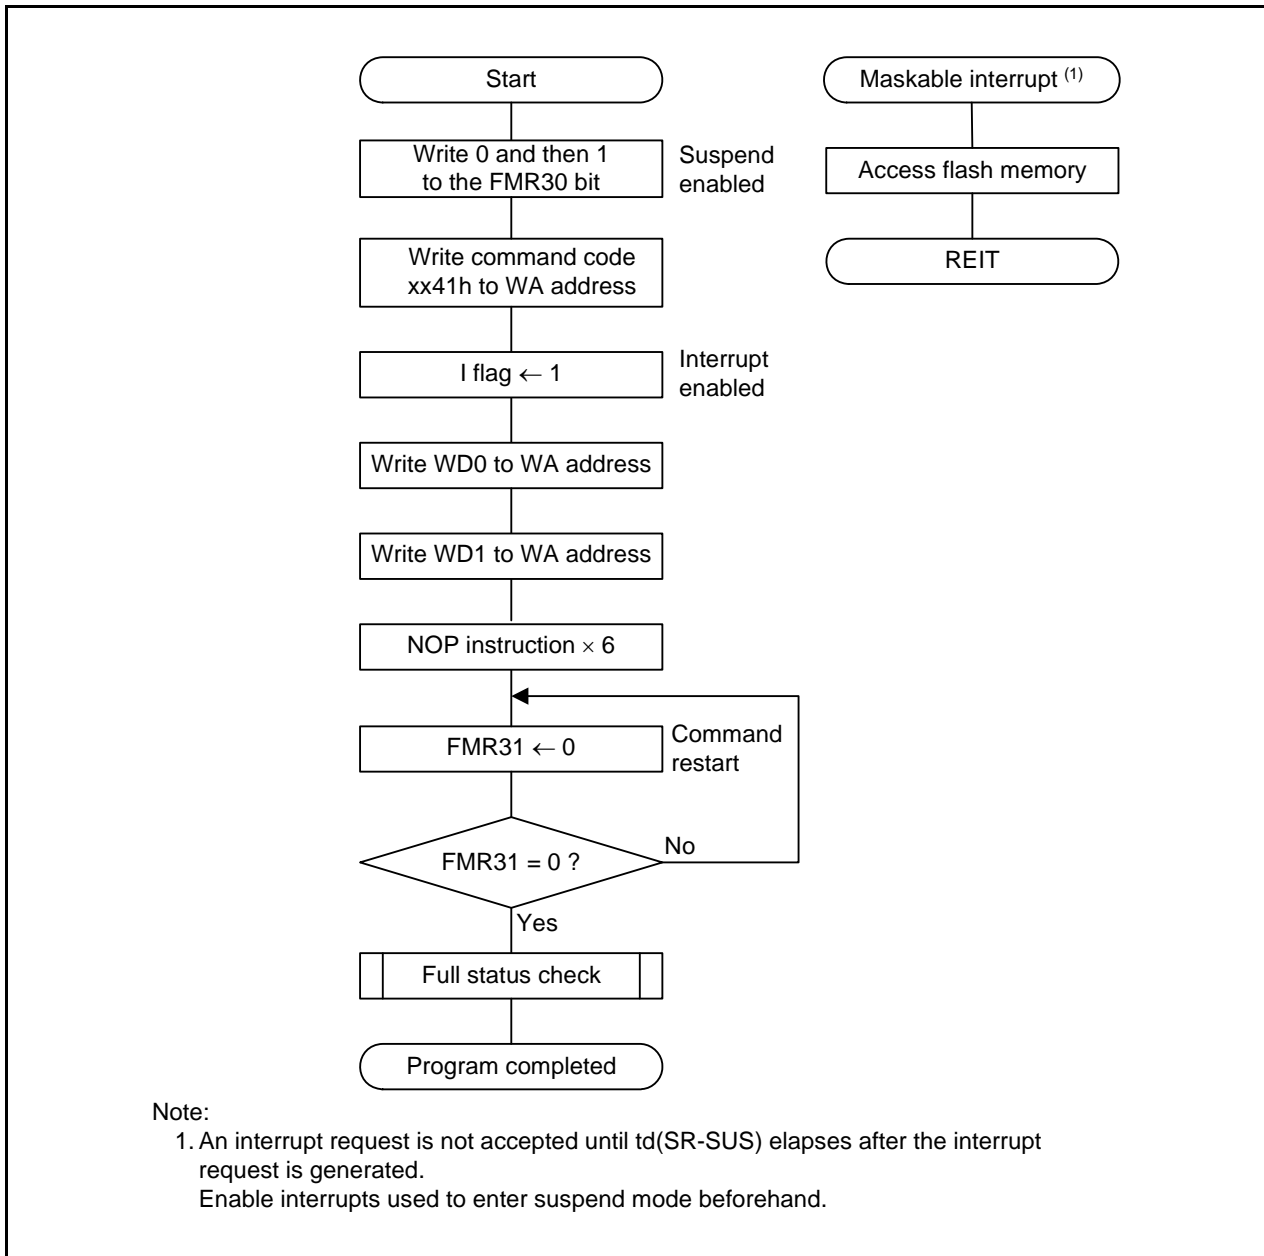 Start
Write 0 and then 1
to the FMR30 bit
Suspend
enabled
Write command code
xx41h to WA address
I flag ← 1
Interrupt
enabled
Write WD0 to WA address
Write WD1 to WA address
NOP instruction × 6
FMR31 ← 0
Command
restart
FMR31 = 0 ?
No
Yes
Full status check
Program completed
Maskable interrupt (1)
Access flash memory
REIT
Note:
1. An interrupt request is not accepted until td(SR-SUS) elapses after the interrupt
request is generated.
Enable interrupts used to enter suspend mode beforehand.